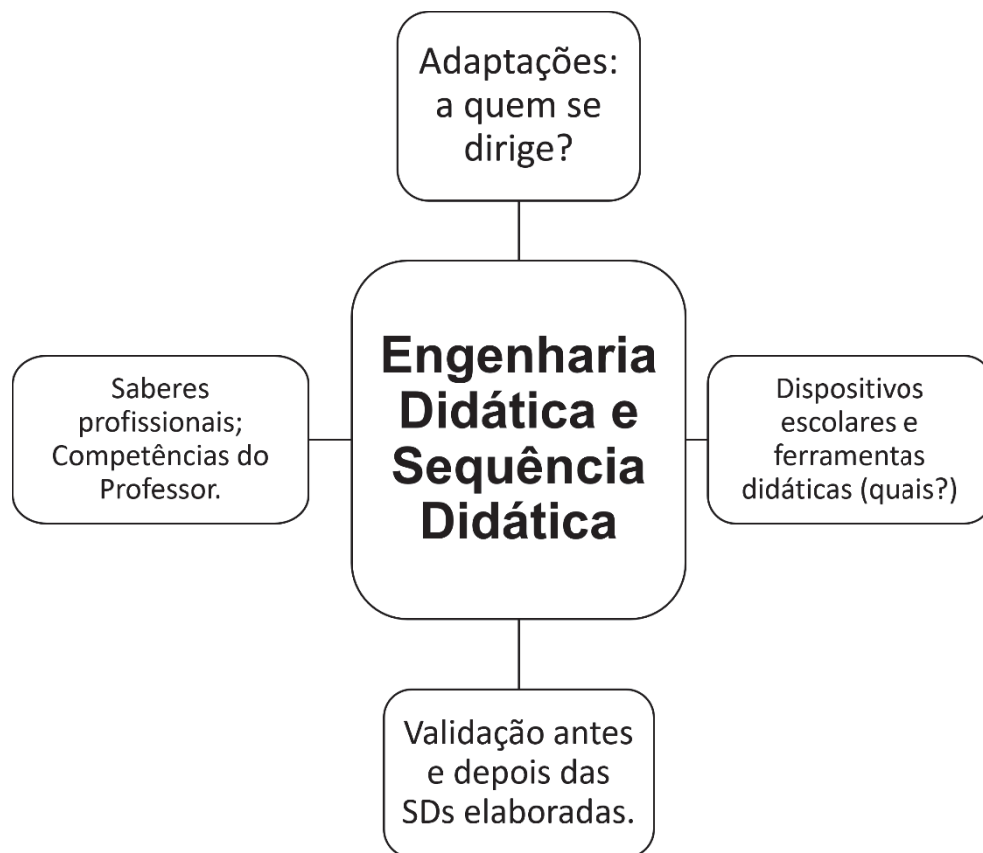 Adaptações:
a quem se
dirige?
Saberes
profissionais;
Competências do
Professor.
Engenharia
Didática e
Sequência
Didática
Dispositivos
escolares e
ferramentas
didáticas (quais?)
Validação antes
e depois das
SDs elaboradas.